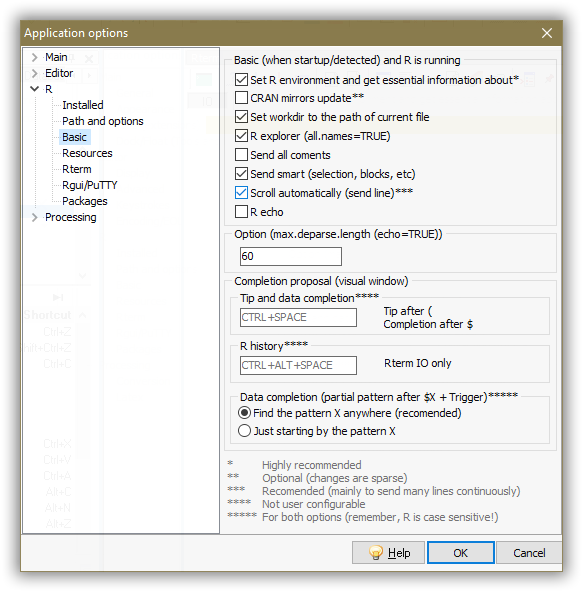 Application options
Main
Editor
R
Installed
Path and options
Basic
Resources
Rterm
Rgui/PuTTY
Packages
Processing
Shortcut
Ctrl+Z
Ctrl+X
Ctrl+V
Ctrl+A
Basic (when startup/detected) and R is running
Set R environment and get essential information about*
CRAN mirrors update**
Set workdir to the path of current file
R explorer (all.names=TRUE)
Send all coments
Send smart (selection, blocks, etc)
Scroll automatically (send line)***
R echo
Option (max.deparse.length (echo=TRUE))
60
Completion proposal (visual window)
Tip and data completion****
CTRL+SPACE
Tip after (
Completion after $
R history****
CTRL+ALT+SPACE
Rterm IO only
Data completion (partial pattern after $X + Trigger)*****
Find the pattern X anywhere (recomended)
Just starting by the pattern X
* Highly recommended
** Optional (changes are sparse)
*** Recomended (mainly to send many lines continuously)
**** Not user configurable
***** For both options (remember, R is case sensitive!)
Help
OK
Cancel